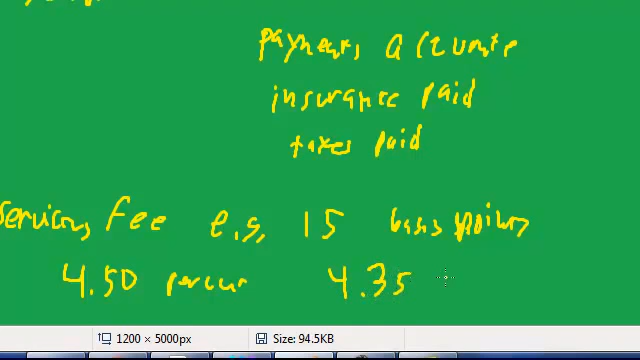 payments accurate
insurance paid
taxes paid
servicing fee e.g. 15 basis points
4.50 percent 4.35
1200 × 5000px Size: 94.5KB